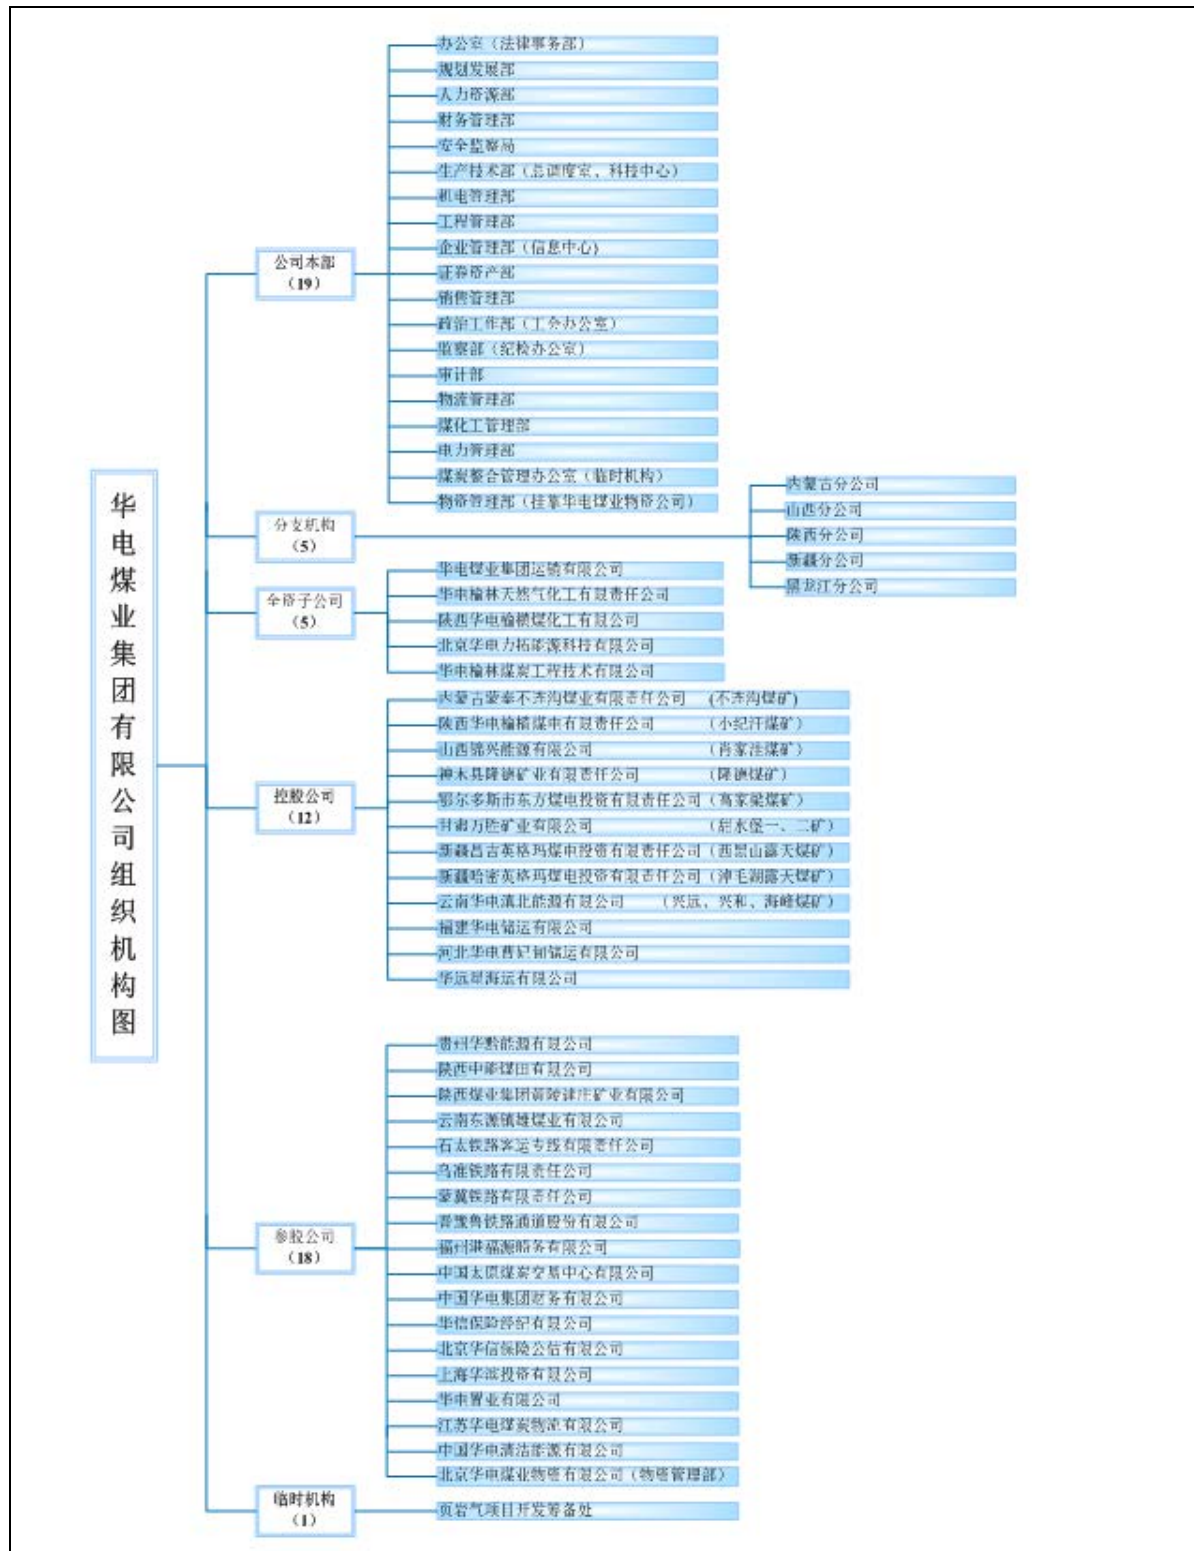 华电煤业集团有限公司组织机构图
公司本部
（19）
办公室（法律事务部）
规划发展部
人力资源部
财务管理部
安全监察局
生产技术部（总调度室、科技中心）
机电管理部
工程管理部
企业管理部（信息中心）
证券资产部
销售管理部
政治工作部（工会办公室）
监察部（纪检办公室）
审计部
物流管理部
煤化工管理部
电力管理部
煤炭整合管理办公室（临时机构）
物资管理部（挂靠华电煤业物资公司）
分支机构
（5）
内蒙古分公司
山西分公司
陕西分公司
新疆分公司
黑龙江分公司
全资子公司
（5）
华电煤业集团运销有限公司
华电榆林天然气化工有限责任公司
陕西华电榆横煤化工有限公司
北京华电力拓能源科技有限公司
华电榆林煤炭工程技术有限公司
控股公司
（12）
内蒙古蒙泰不连沟煤业有限责任公司 (不连沟煤矿)
陕西华电榆横煤电有限责任公司 （小纪汗煤矿）
山西锦兴能源有限公司 （肖家洼煤矿）
神木县隆德矿业有限责任公司 （隆德煤矿）
鄂尔多斯市东方煤电投资有限责任公司（高家梁煤矿）
甘肃万胜矿业有限公司 （甜水堡一、二矿）
新疆昌吉英格玛煤电投资有限责任公司（西黑山露天煤矿）
新疆哈密英格玛煤电投资有限责任公司（淖毛湖露天煤矿）
云南华电滇北能源有限公司 （兴远、兴和、海峰煤矿）
福建华电储运有限公司
河北华电曹妃甸储运有限公司
华远星海运有限公司
参股公司
（18）
贵州华黔能源有限公司
陕西中能煤田有限公司
陕西煤业集团黄陵建庄矿业有限公司
云南东源镇雄煤业有限公司
石太铁路客运专线有限责任公司
乌准铁路有限责任公司
蒙冀铁路有限责任公司
晋豫鲁铁路通道股份有限公司
福州港福源船务有限公司
中国太原煤炭交易中心有限公司
中国华电集团财务有限公司
华信保险经纪有限公司
北京华信保险公估有限公司
上海华滨投资有限公司
华电置业有限公司
江苏华电煤炭物流有限公司
中国华电清洁能源有限公司
北京华电煤业物资有限公司（物资管理部）
临时机构
（1）
页岩气项目开发筹备处